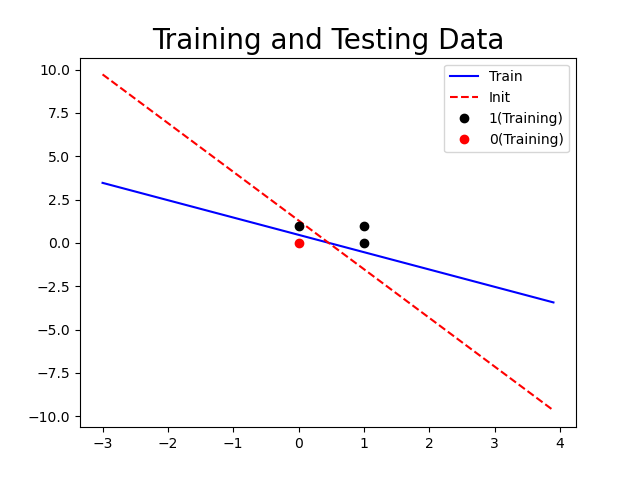 Training and Testing Data
Train
Init
1(Training)
0(Training)
10.0
7.5
5.0
2.5
0.0
−2.5
−5.0
−7.5
−10.0
−3 −2 −1 0 1 2 3 4